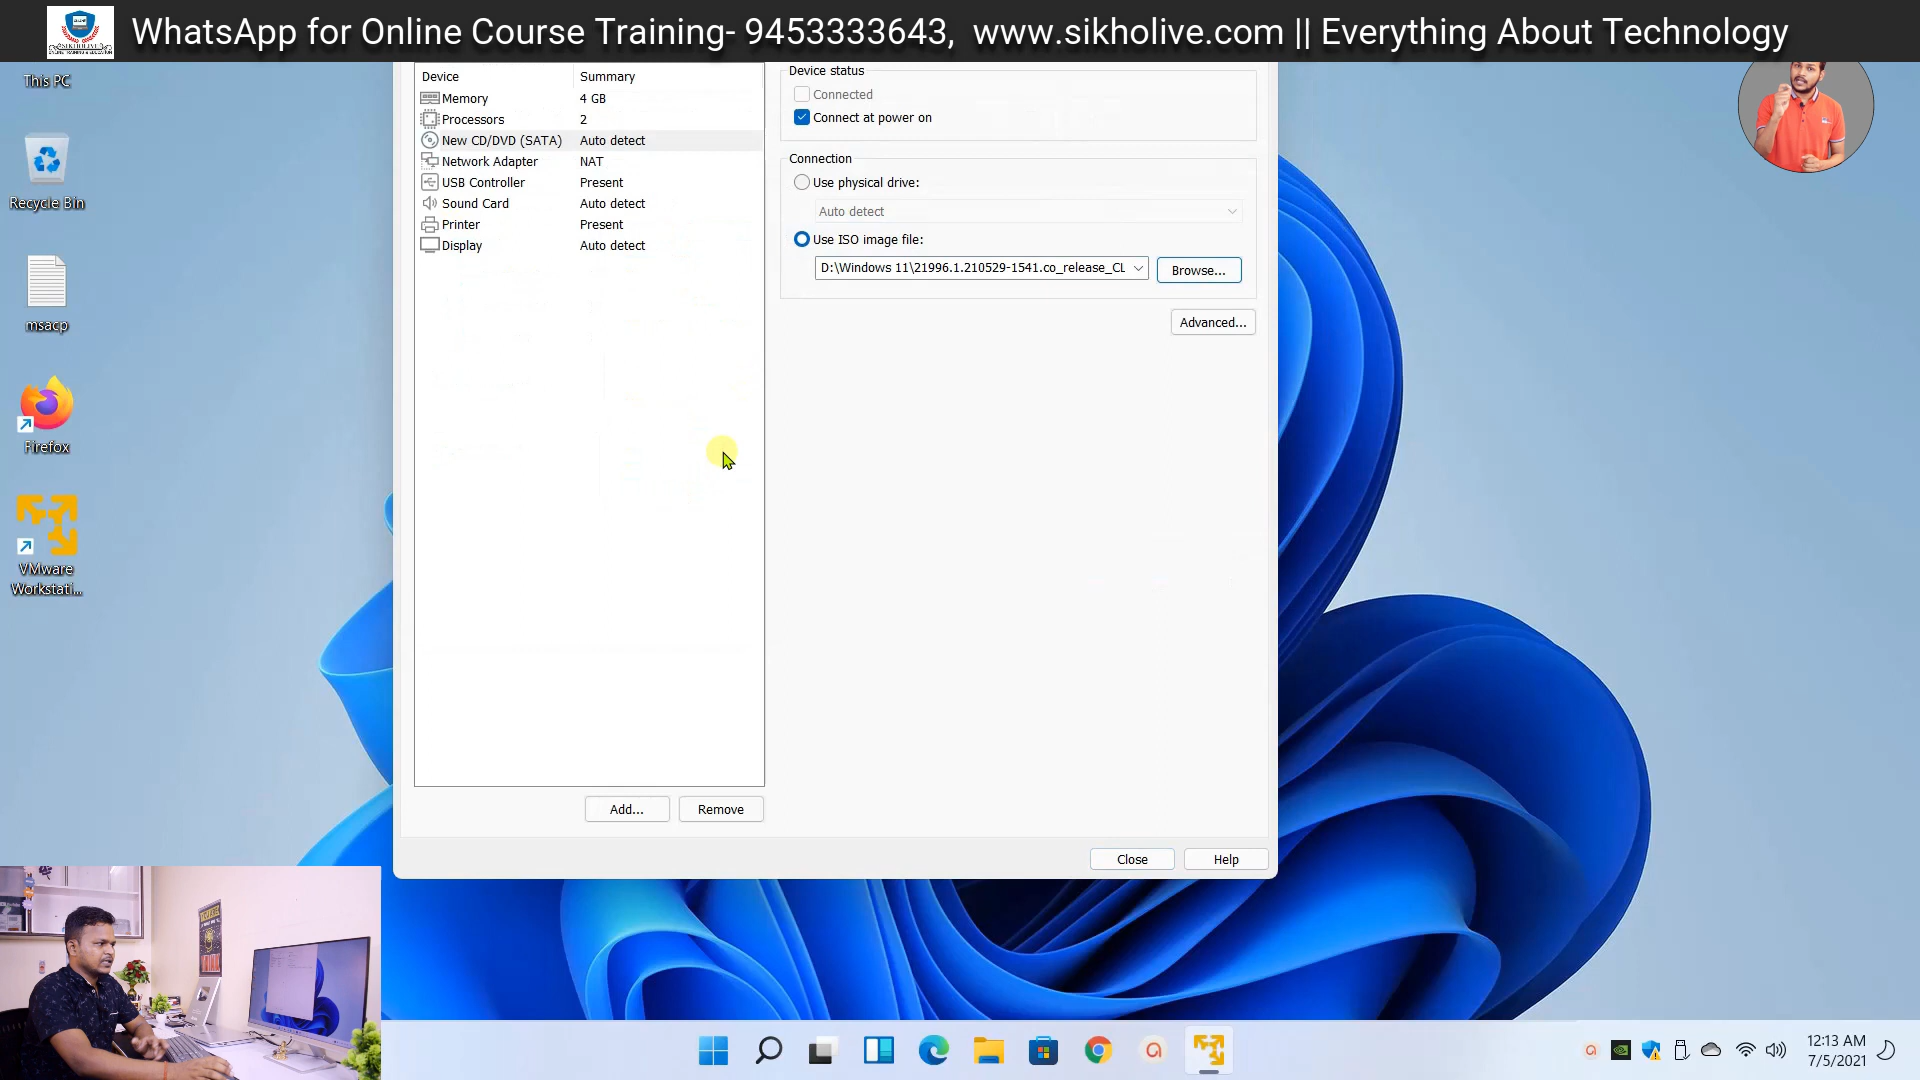 WhatsApp for Online Course Training- 9453333643, www.sikholive.com || Everything About Technology
SIKHOLIVE
This PC
Recycle Bin
msacp
Firefox
VMware
Workstati...
Device Summary
Memory 4 GB
Processors 2
New CD/DVD (SATA) Auto detect
Network Adapter NAT
USB Controller Present
Sound Card Auto detect
Printer Present
Display Auto detect
Add... Remove
Device status
Connected
Connect at power on
Connection
Use physical drive:
Auto detect
Use ISO image file:
D:\Windows 11\21996.1.210529-1541.co_release_CL
Browse...
Advanced...
Close Help
12:13 AM
7/5/2021